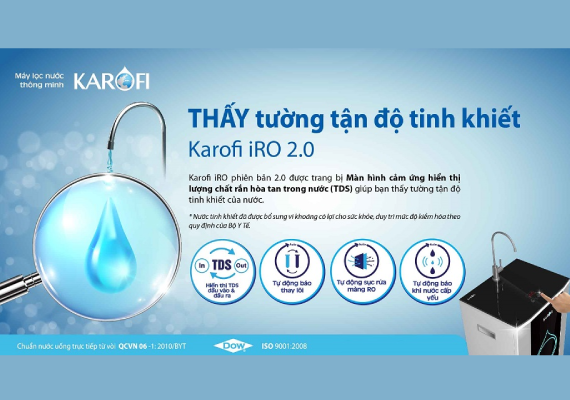 Máy lọc nước
thông minh
KAROFI
THẤY tường tận độ tinh khiết
Karofi iRO 2.0
Karofi iRO phiên bản 2.0 được trang bị Màn hình cảm ứng hiển thị
lượng chất rắn hòa tan trong nước (TDS) giúp bạn thấy tường tận độ
tinh khiết của nước.
* Nước tinh khiết đã được bổ sung vi khoáng có lợi cho sức khỏe, duy trì mức độ kiềm hóa theo
quy định của Bộ Y Tế.
In TDS Out
Hiển thị TDS
đầu vào &
đầu ra
Tự động báo
thay lõi
Tự động sục rửa
màng RO
Tự động báo
khi nước cấp
yếu
Chuẩn nước uống trực tiếp từ vòi QCVN 06 -1: 2010/BYT
Dow
ISO 9001:2008